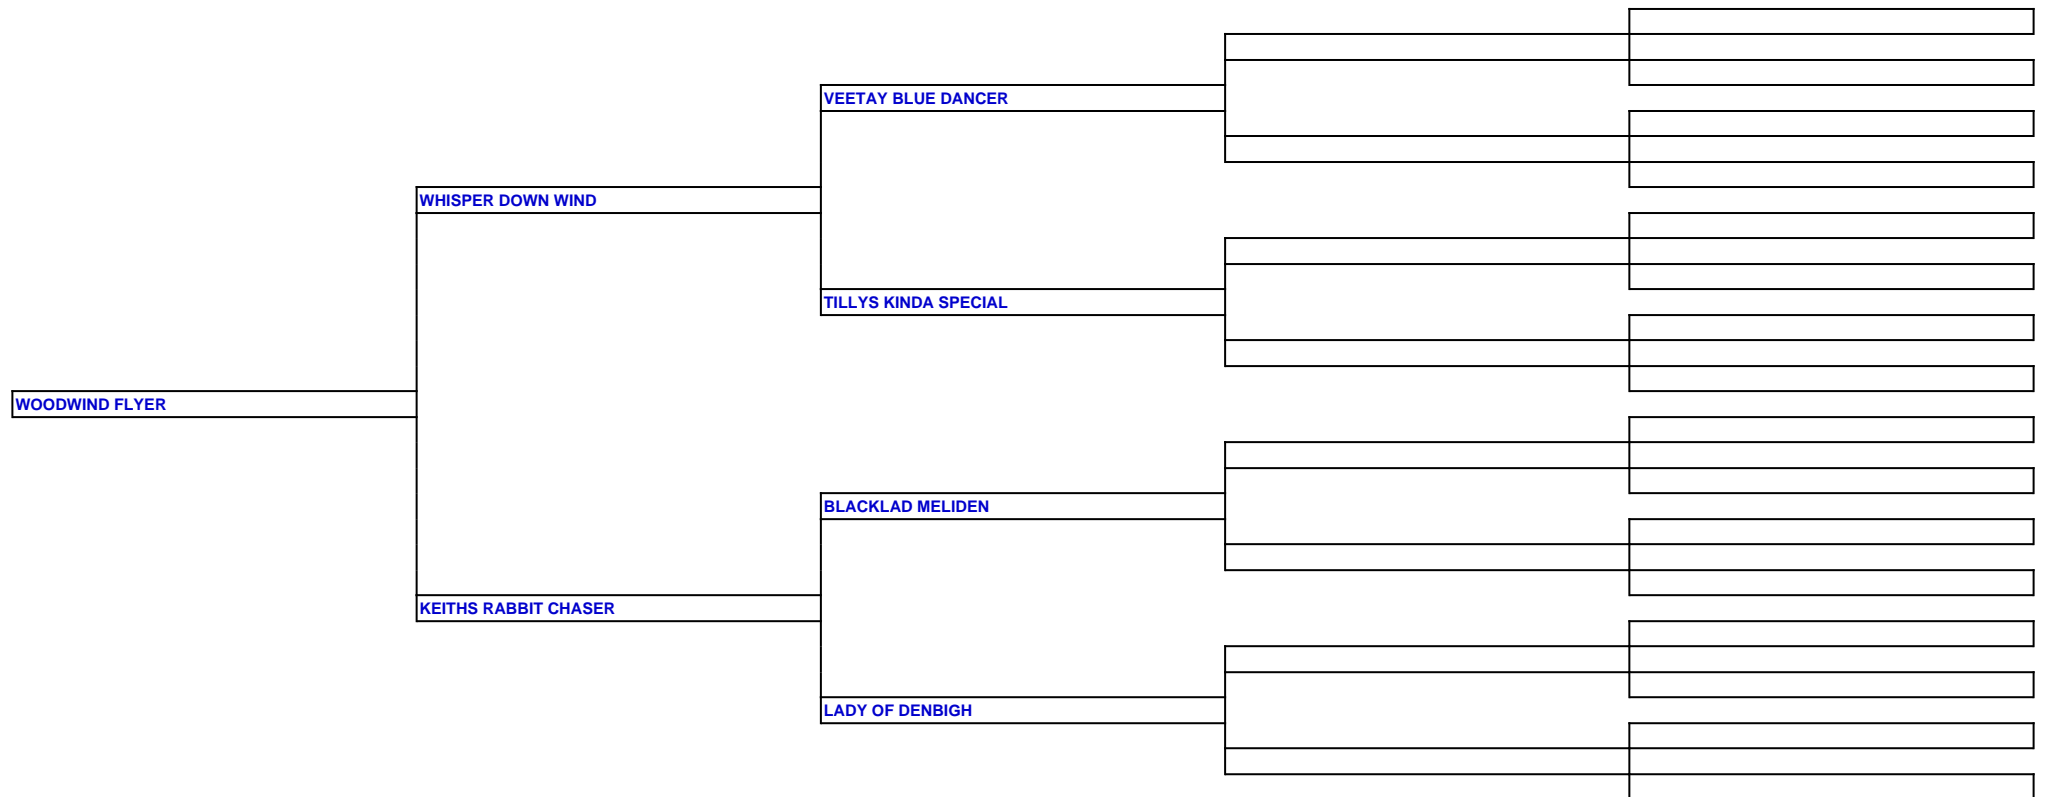 VEETAY BLUE DANCER
WHISPER DOWN WIND
TILLYS KINDA SPECIAL
WOODWIND FLYER
BLACKLAD MELIDEN
KEITHS RABBIT CHASER
LADY OF DENBIGH